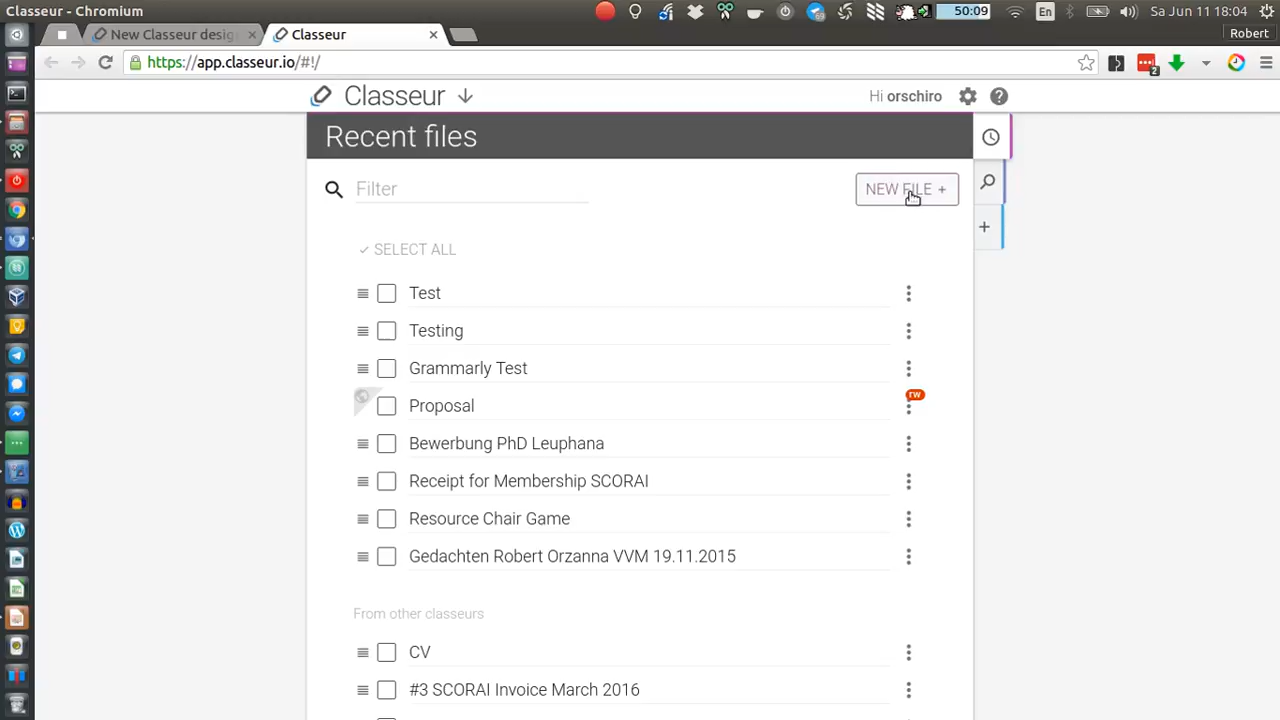 Classeur - Chromium
50:09
En
Sa Jun 11 18:04
New Classeur desig
Classeur
Robert
https://app.classeur.io/#!/
2
Classeur
Hi orschiro
Recent files
Filter
NEW FILE +
SELECT ALL
Test
Testing
Grammarly Test
rw
Proposal
Bewerbung PhD Leuphana
Receipt for Membership SCORAI
Resource Chair Game
Gedachten Robert Orzanna VVM 19.11.2015
From other classeurs
CV
#3 SCORAI Invoice March 2016